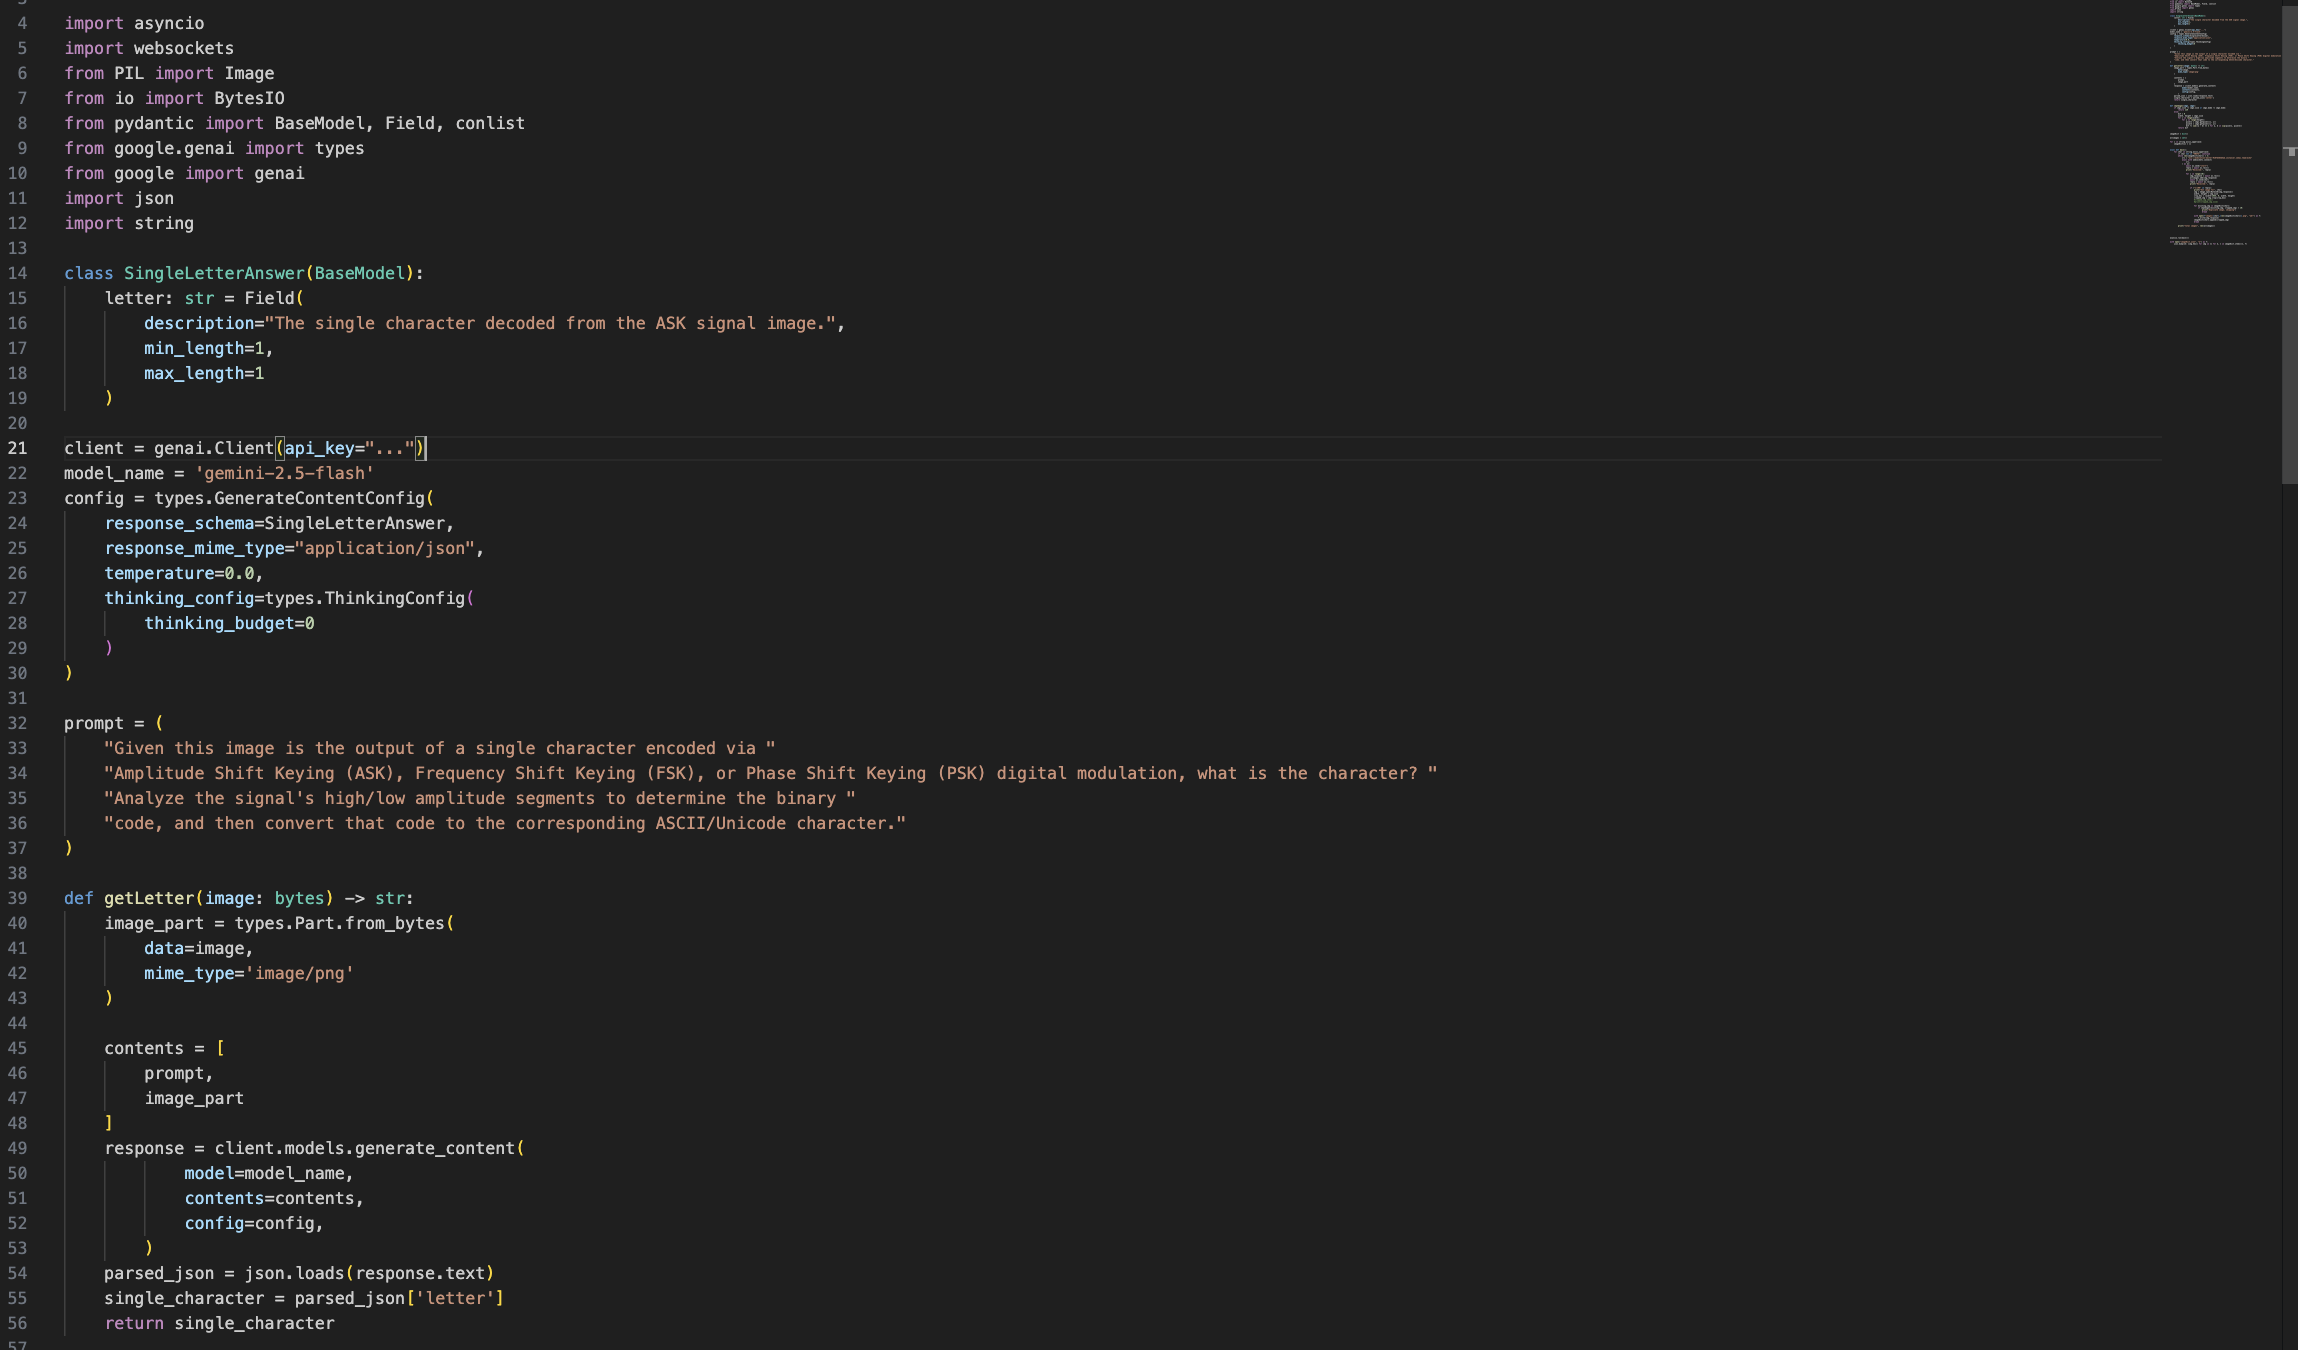 4 import asyncio
5 import websockets
6 from PIL import Image
7 from io import BytesIO
8 from pydantic import BaseModel, Field, conlist
9 from google.genai import types
10 from google import genai
11 import json
12 import string
13
14 class SingleLetterAnswer(BaseModel):
15     letter: str = Field(
16         description="The single character decoded from the ASK signal image.",
17         min_length=1,
18         max_length=1
19     )
20
21 client = genai.Client(api_key="...")
22 model_name = 'gemini-2.5-flash'
23 config = types.GenerateContentConfig(
24     response_schema=SingleLetterAnswer,
25     response_mime_type="application/json",
26     temperature=0.0,
27     thinking_config=types.ThinkingConfig(
28         thinking_budget=0
29     )
30 )
31
32 prompt = (
33     "Given this image is the output of a single character encoded via "
34     "Amplitude Shift Keying (ASK), Frequency Shift Keying (FSK), or Phase Shift Keying (PSK) digital modulation, what is the character? "
35     "Analyze the signal's high/low amplitude segments to determine the binary "
36     "code, and then convert that code to the corresponding ASCII/Unicode character."
37 )
38
39 def getLetter(image: bytes) -> str:
40     image_part = types.Part.from_bytes(
41         data=image,
42         mime_type='image/png'
43     )
44
45     contents = [
46         prompt,
47         image_part
48     ]
49     response = client.models.generate_content(
50             model=model_name,
51             contents=contents,
52             config=config,
53         )
54     parsed_json = json.loads(response.text)
55     single_character = parsed_json['letter']
56     return single_character
57